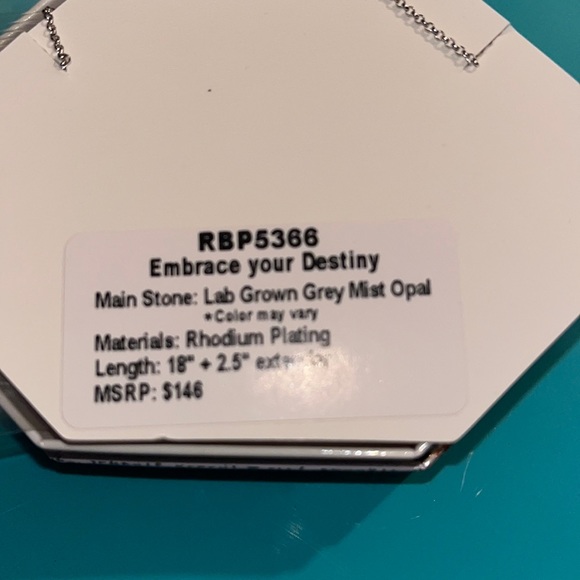 RBP5366
Embrace your Destiny
Main Stone: Lab Grown Grey Mist Opal
*Color may vary
Materials: Rhodium Plating
Length: 18" + 2.5"
MSRP: $146